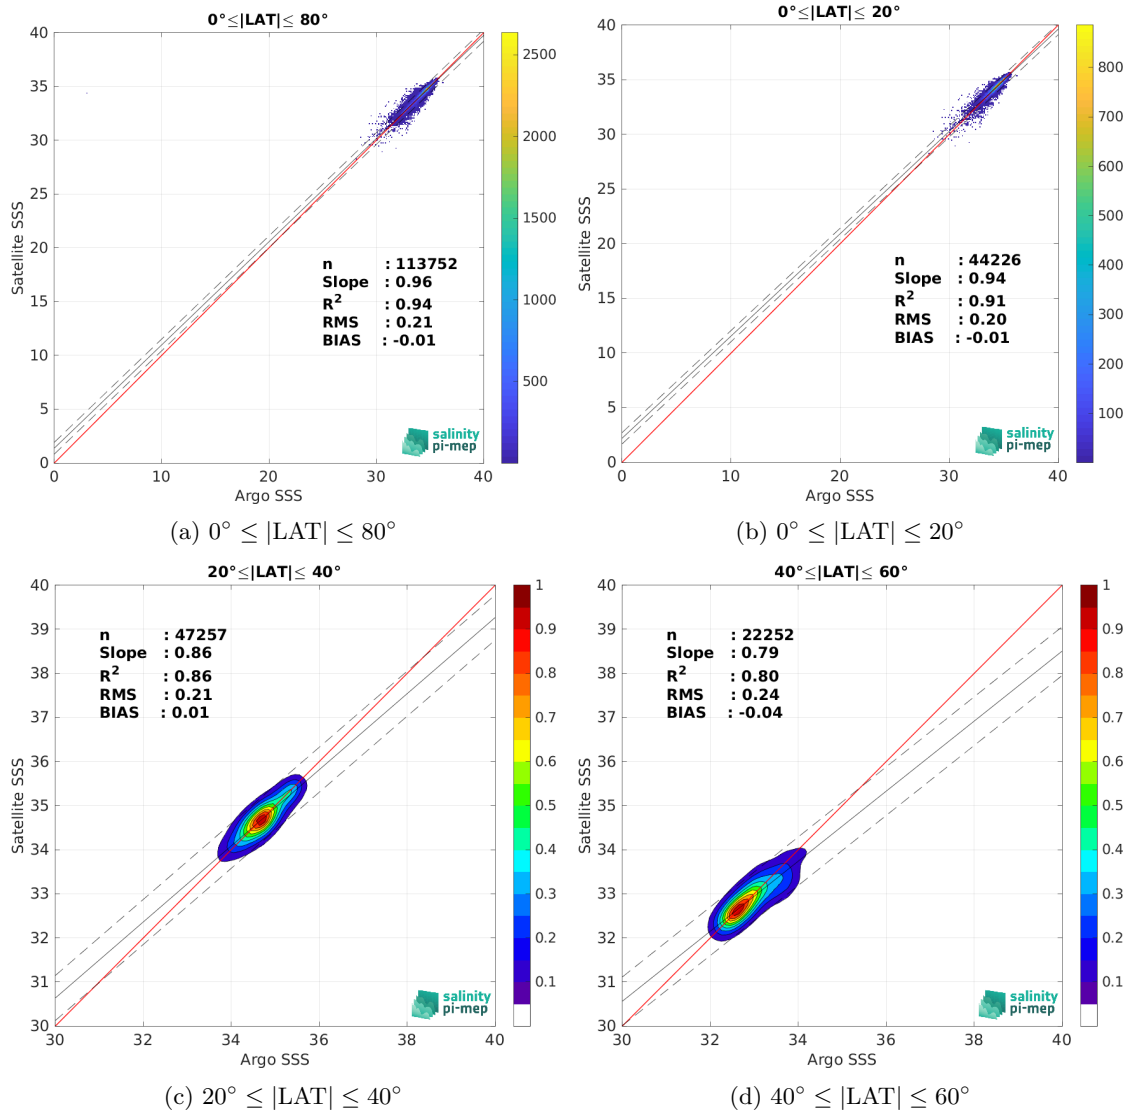 0°≤|LAT|≤ 80°
40
35
30
25
20
15
10
5
0
0
10
20
30
40
Satellite SSS
Argo SSS
n : 113752
Slope : 0.96
R² : 0.94
RMS : 0.21
BIAS : -0.01
salinity
pi-mep
2500
2000
1500
1000
500
(a) 0° ≤ |LAT| ≤ 80°
0°≤|LAT|≤ 20°
40
35
30
25
20
15
10
5
0
0
10
20
30
40
Satellite SSS
Argo SSS
n : 44226
Slope : 0.94
R² : 0.91
RMS : 0.20
BIAS : -0.01
salinity
pi-mep
800
700
600
500
400
300
200
100
(b) 0° ≤ |LAT| ≤ 20°
20°≤|LAT|≤ 40°
40
39
38
37
36
35
34
33
32
31
30
30
32
34
36
38
40
Satellite SSS
Argo SSS
n : 47257
Slope : 0.86
R² : 0.86
RMS : 0.21
BIAS : 0.01
salinity
pi-mep
1
0.9
0.8
0.7
0.6
0.5
0.4
0.3
0.2
0.1
(c) 20° ≤ |LAT| ≤ 40°
40°≤|LAT|≤ 60°
40
39
38
37
36
35
34
33
32
31
30
30
32
34
36
38
40
Satellite SSS
Argo SSS
n : 22252
Slope : 0.79
R² : 0.80
RMS : 0.24
BIAS : -0.04
salinity
pi-mep
1
0.9
0.8
0.7
0.6
0.5
0.4
0.3
0.2
0.1
(d) 40° ≤ |LAT| ≤ 60°